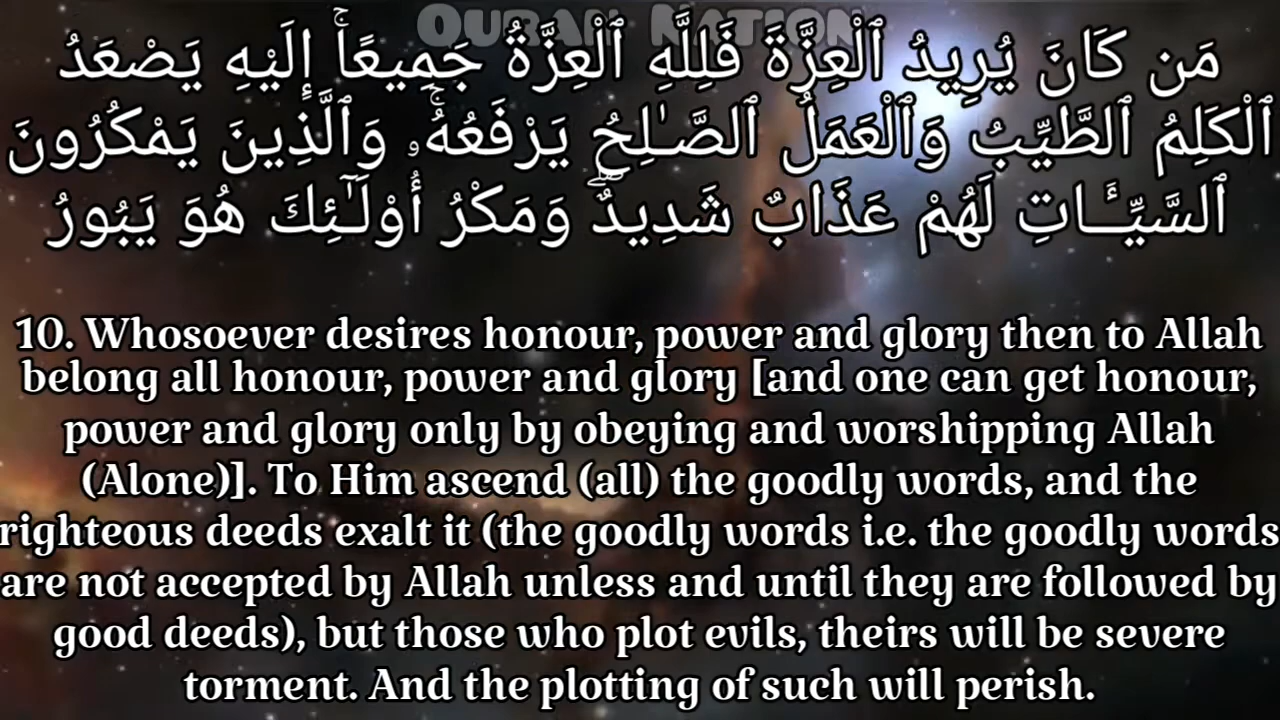 QURAN NATION
مَن كَانَ يُرِيدُ ٱلْعِزَّةَ فَلِلَّهِ ٱلْعِزَّةُ جَمِيعًاۚ إِلَيْهِ يَصْعَدُ
ٱلْكَلِمُ ٱلطَّيِّبُ وَٱلْعَمَلُ ٱلصَّـٰلِحُ يَرْفَعُهُۥۚ وَٱلَّذِينَ يَمْكُرُونَ
ٱلسَّيِّـَٔاتِ لَهُمْ عَذَابٌ شَدِيدٌۖ وَمَكْرُ أُوْلَـٰٓئِكَ هُوَ يَبُورُ
10. Whosoever desires honour, power and glory then to Allah
belong all honour, power and glory [and one can get honour,
power and glory only by obeying and worshipping Allah
(Alone)]. To Him ascend (all) the goodly words, and the
righteous deeds exalt it (the goodly words i.e. the goodly words
are not accepted by Allah unless and until they are followed by
good deeds), but those who plot evils, theirs will be severe
torment. And the plotting of such will perish.